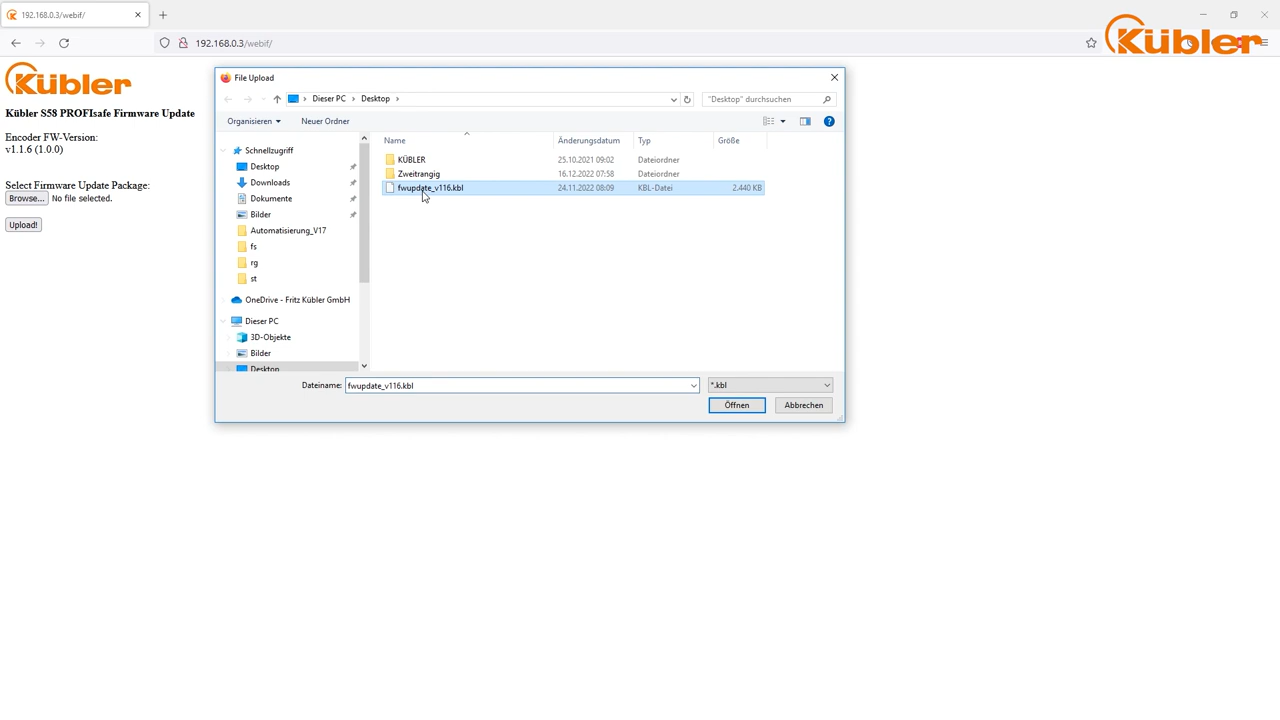 192.168.0.3/webif/
192.168.0.3/webif/
Kübler
Kübler
Kübler S58 PROFIsafe Firmware Update
Encoder FW-Version:
v1.1.6 (1.0.0)
Select Firmware Update Package:
Browse... No file selected.
Upload!
File Upload
Dieser PC
Desktop
"Desktop" durchsuchen
Organisieren
Neuer Ordner
Schnellzugriff
Desktop
Downloads
Dokumente
Bilder
Automatisierung_V17
fs
rg
st
OneDrive - Fritz Kübler GmbH
Dieser PC
3D-Objekte
Bilder
Desktop
Name Änderungsdatum Typ Größe
KÜBLER 25.10.2021 09:02 Dateiordner
Zweitrangig 16.12.2022 07:58 Dateiordner
fwupdate_v116.kbl 24.11.2022 08:09 KBL-Datei 2.440 KB
Dateiname: fwupdate_v116.kbl *.kbl
Öffnen Abbrechen